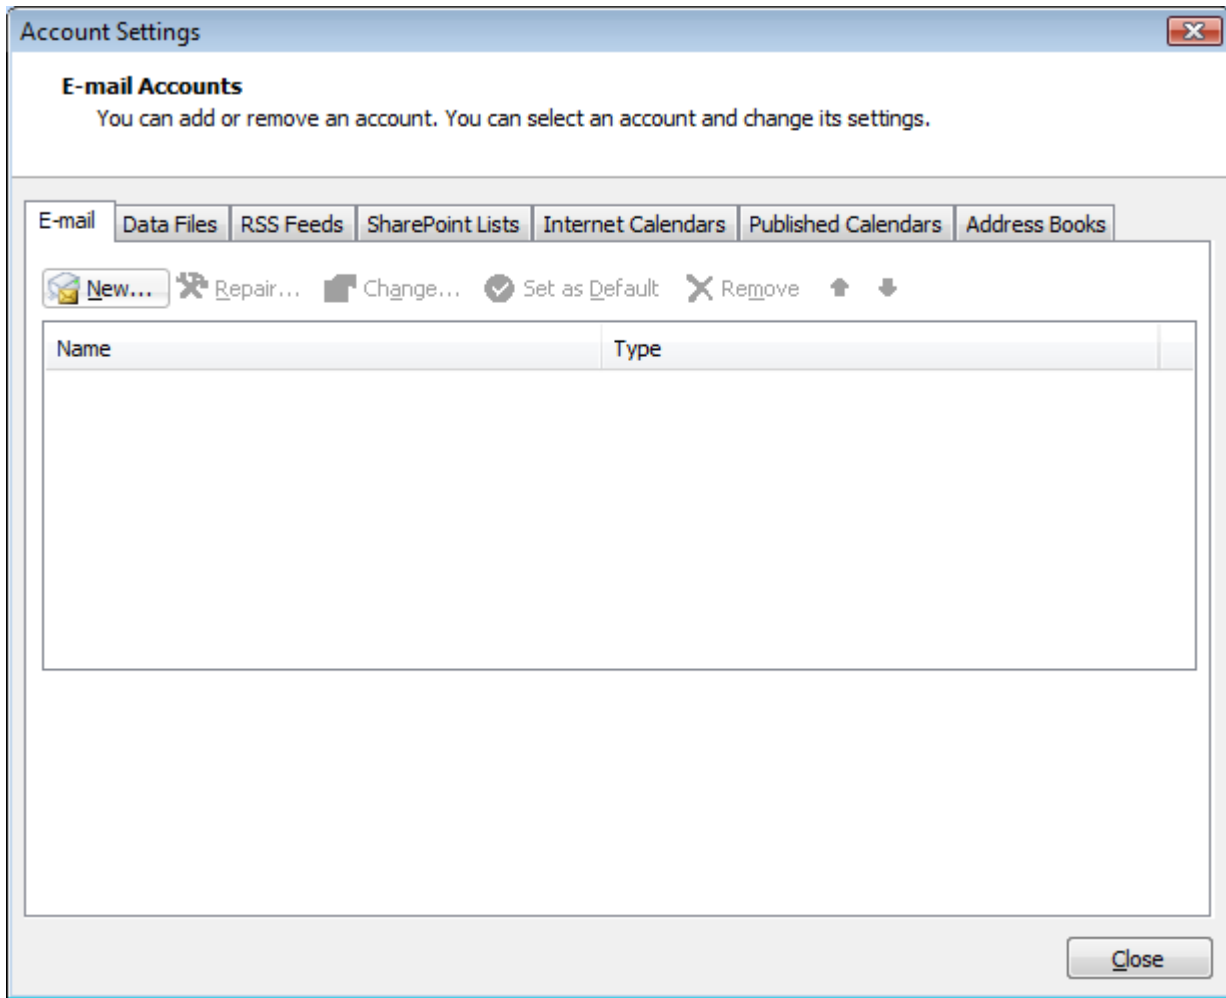 Account Settings
E-mail Accounts
You can add or remove an account. You can select an account and change its settings.
E-mail Data Files RSS Feeds SharePoint Lists Internet Calendars Published Calendars Address Books
New... Repair... Change... Set as Default Remove
Name Type
Close